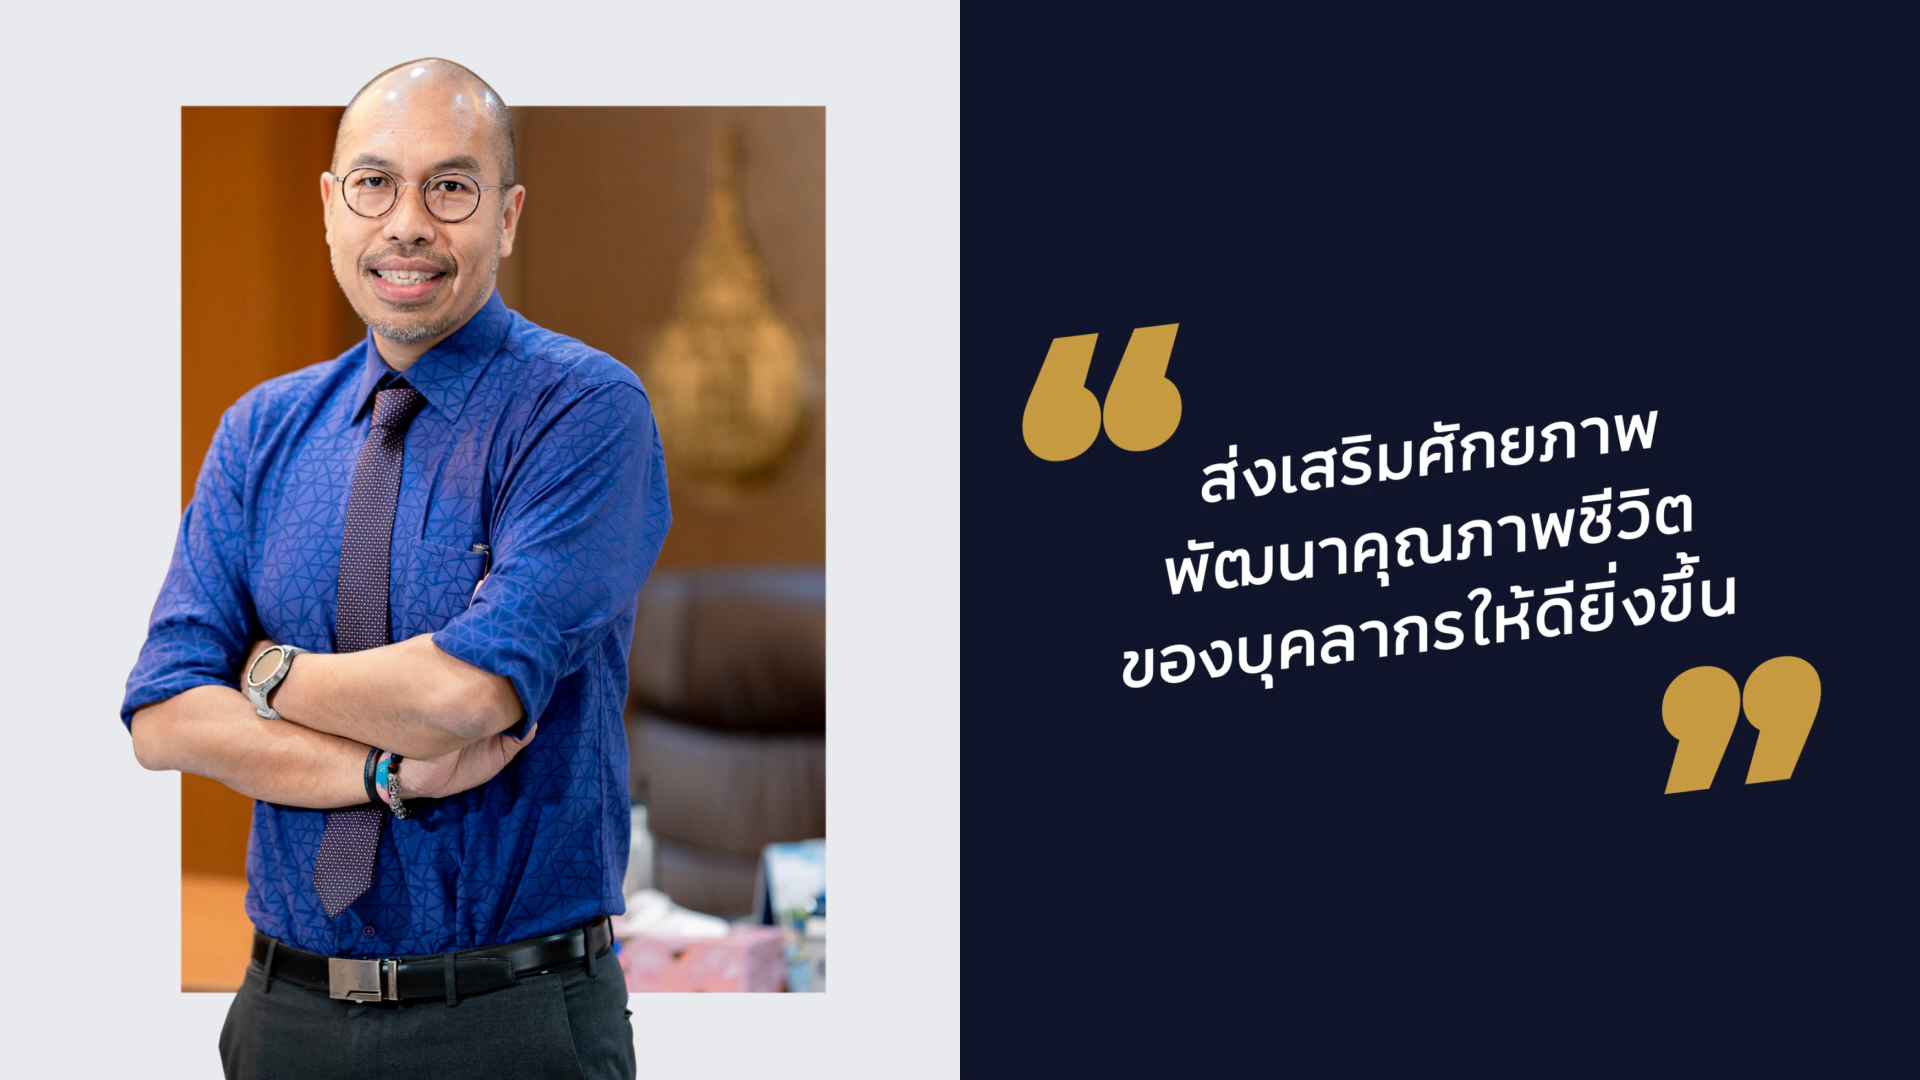 ส่งเสริมศักยภาพ
พัฒนาคุณภาพชีวิต
ของบุคลากรให้ดียิ่งขึ้น